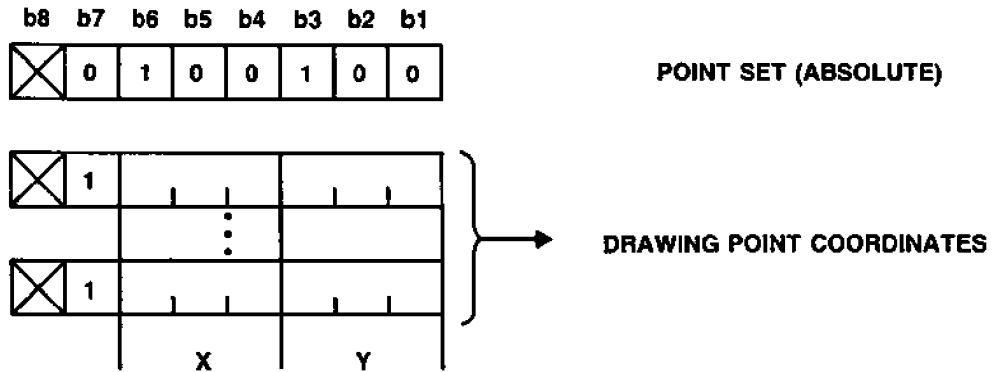 b8 b7 b6 b5 b4 b3 b2 b1
0 1 0 0 1 0 0 POINT SET (ABSOLUTE)
1
DRAWING POINT COORDINATES
1
X Y